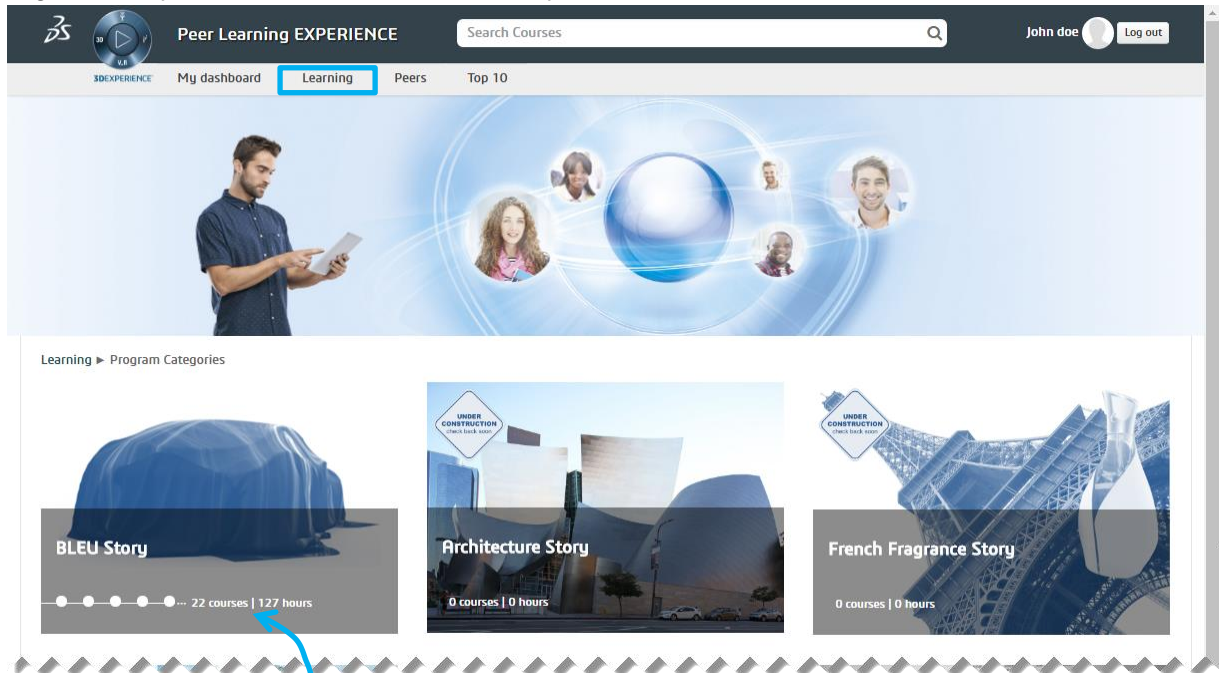 3S
Peer Learning EXPERIENCE
Search Courses
John doe
Log out
3D
V.R
3DEXPERIENCE
My dashboard
Learning
Peers
Top 10
Learning ► Program Categories
UNDER
CONSTRUCTION
check back soon
UNDER
CONSTRUCTION
check back soon
BLEU Story
Architecture Story
French Fragrance Story
22 courses | 127 hours
0 courses | 0 hours
0 courses | 0 hours